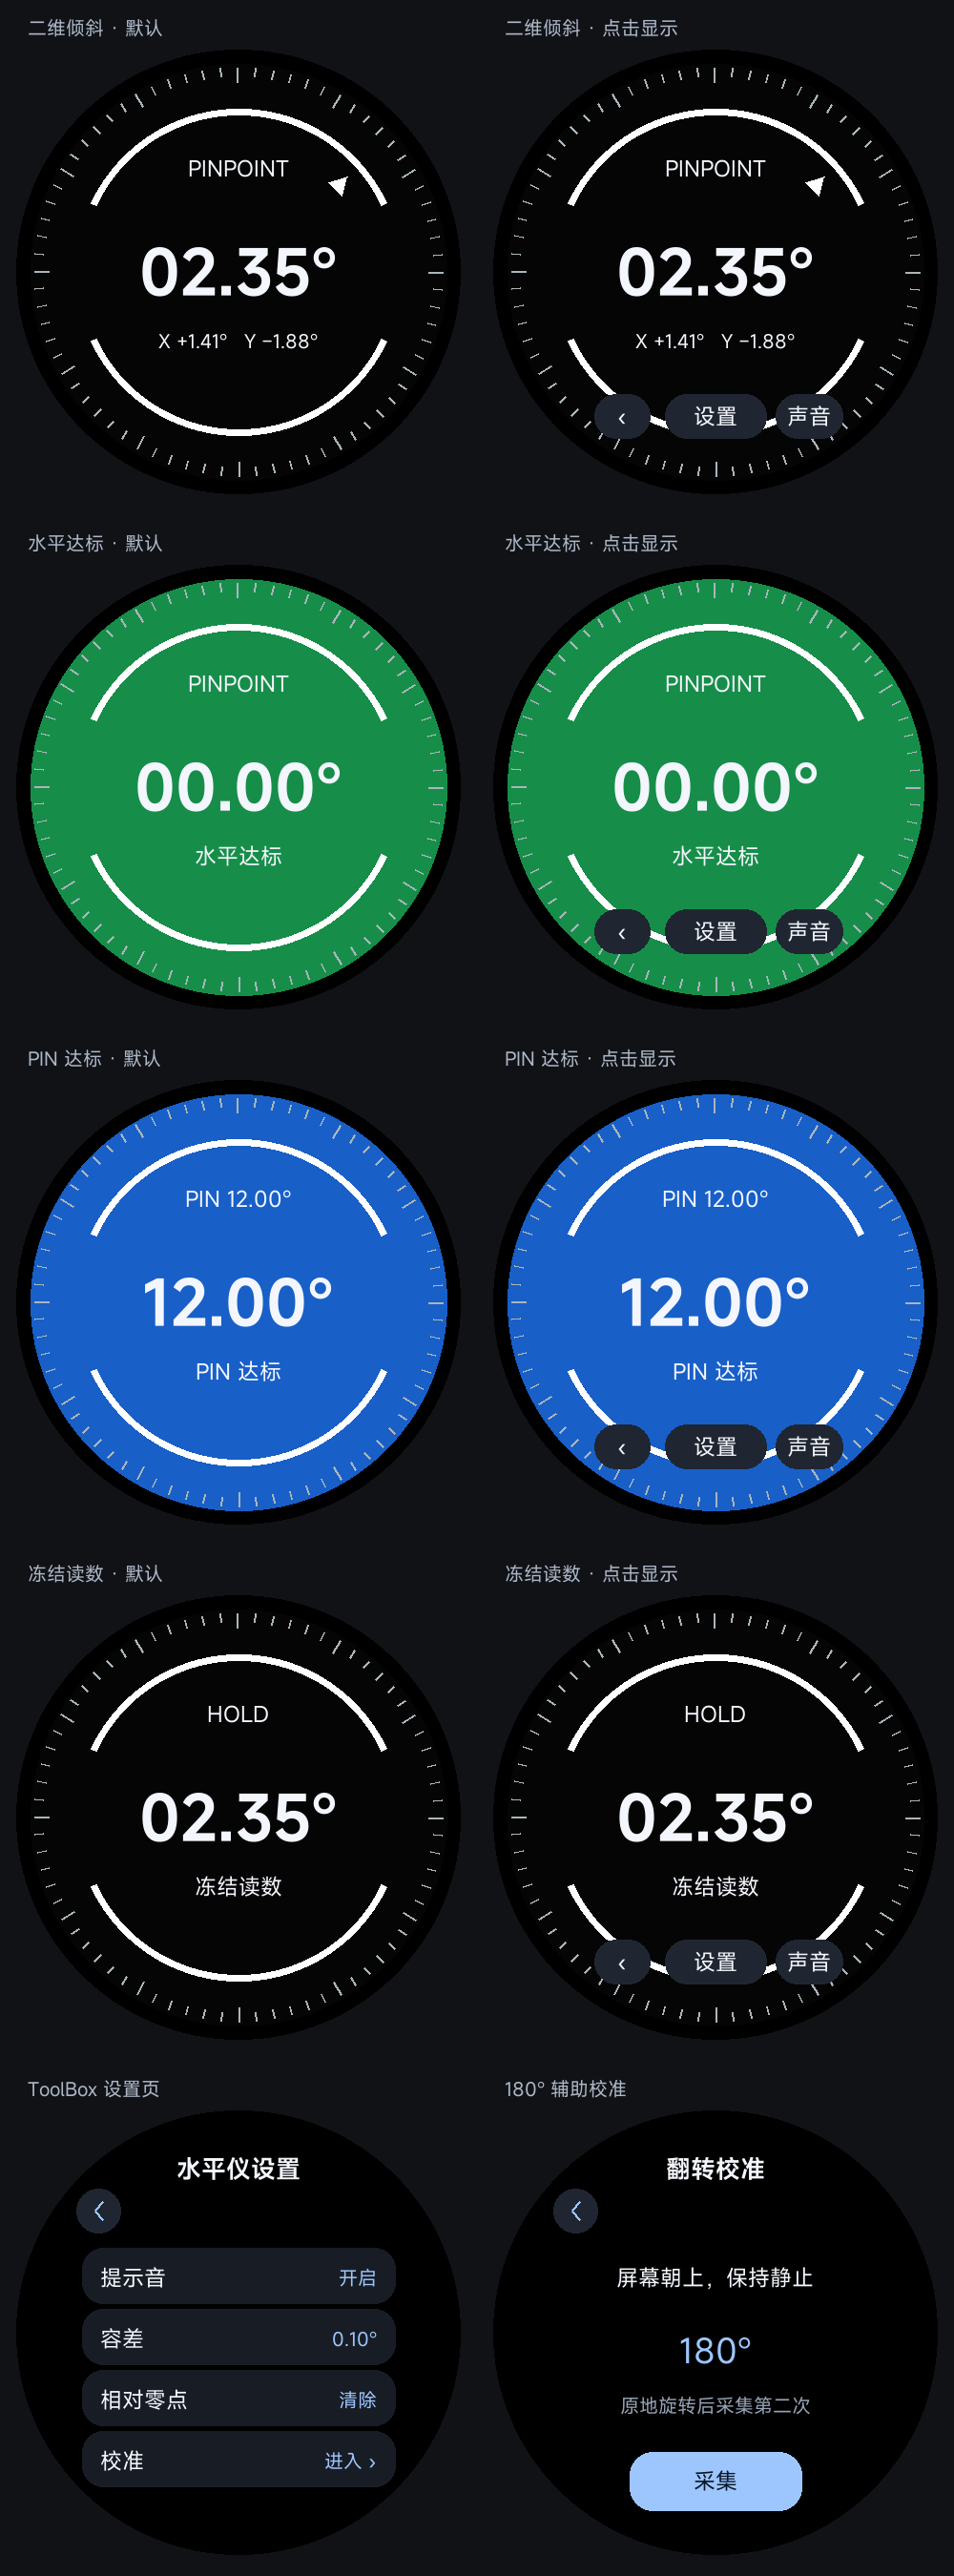 二维倾斜 · 默认
二维倾斜 · 点击显示
PINPOINT
02.35°
X +1.41° Y −1.88°
PINPOINT
02.35°
X +1.41° Y −1.88°
‹ 设置 声音
水平达标 · 默认
水平达标 · 点击显示
PINPOINT
00.00°
水平达标
PINPOINT
00.00°
水平达标
‹ 设置 声音
PIN 达标 · 默认
PIN 达标 · 点击显示
PIN 12.00°
12.00°
PIN 达标
PIN 12.00°
12.00°
PIN 达标
‹ 设置 声音
冻结读数 · 默认
冻结读数 · 点击显示
HOLD
02.35°
冻结读数
HOLD
02.35°
冻结读数
‹ 设置 声音
ToolBox 设置页
180° 辅助校准
水平仪设置
提示音 开启
容差 0.10°
相对零点 清除
校准 进入 ›
翻转校准
屏幕朝上，保持静止
180°
原地旋转后采集第二次
采集